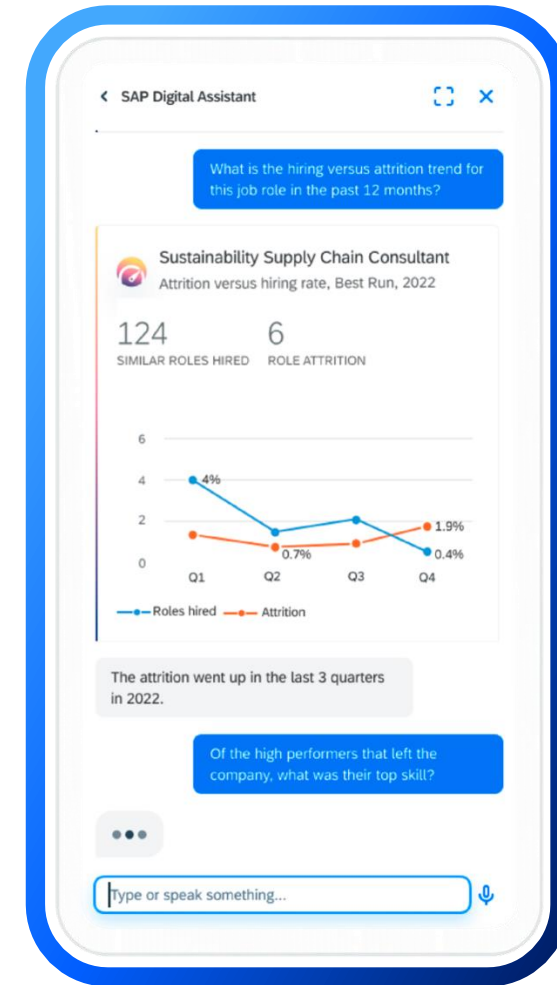 SAP Digital Assistant
What is the hiring versus attrition trend for
this job role in the past 12 months?
Sustainability Supply Chain Consultant
Attrition versus hiring rate, Best Run, 2022
124
6
SIMILAR ROLES HIRED
ROLE ATTRITION
6
4
4%
2
1.9%
0.7%
0.4%
0
Q1
Q2
Q3
Q4
Roles hired
Attrition
The attrition went up in the last 3 quarters
in 2022.
Of the high performers that left the
company, what was their top skill?
Type or speak something...